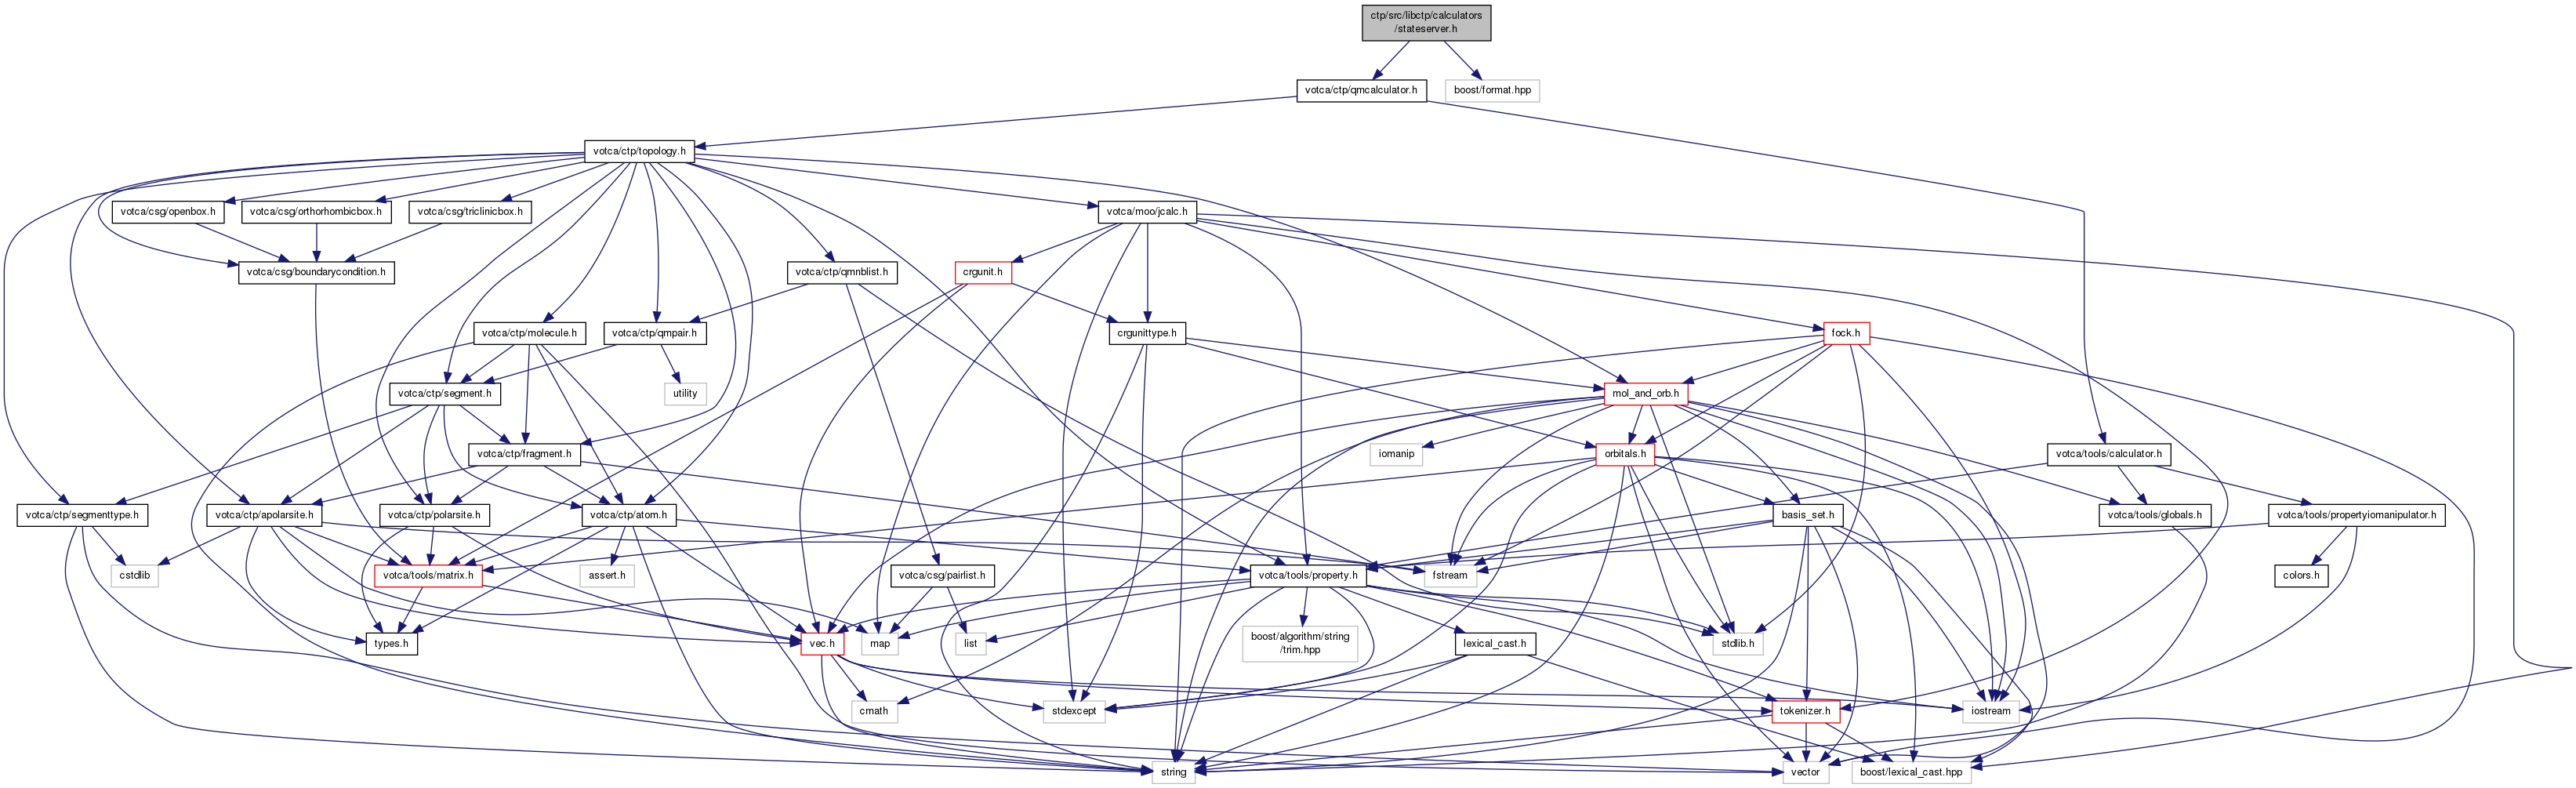 ctp/src/libctp/calculators
/stateserver.h
votca/ctp/qmcalculator.h
boost/format.hpp
votca/ctp/topology.h
votca/csg/openbox.h
votca/csg/orthorhombicbox.h
votca/csg/triclinicbox.h
votca/moo/jcalc.h
votca/csg/boundarycondition.h
votca/ctp/qmnblist.h
crgunit.h
votca/ctp/molecule.h
votca/ctp/qmpair.h
crgunittype.h
fock.h
votca/ctp/segment.h
utility
mol_and_orb.h
votca/ctp/fragment.h
iomanip
orbitals.h
votca/tools/calculator.h
votca/ctp/segmenttype.h
votca/ctp/apolarsite.h
votca/ctp/polarsite.h
votca/ctp/atom.h
basis_set.h
votca/tools/globals.h
votca/tools/propertyiomanipulator.h
cstdlib
votca/tools/matrix.h
assert.h
votca/csg/pairlist.h
votca/tools/property.h
fstream
colors.h
types.h
vec.h
map
list
boost/algorithm/string
/trim.hpp
lexical_cast.h
stdlib.h
cmath
stdexcept
tokenizer.h
iostream
string
vector
boost/lexical_cast.hpp